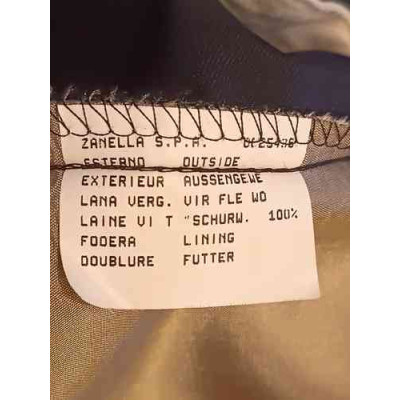 ZANELLA S.P.A.
ESTERNO OUTSIDE
EXTERIEUR AUSSENGEWE
LANA VERG. VIR FLE WO
LAINE VI T "SCHURW. 100%
FODERA LINING
DOUBLURE FUTTER